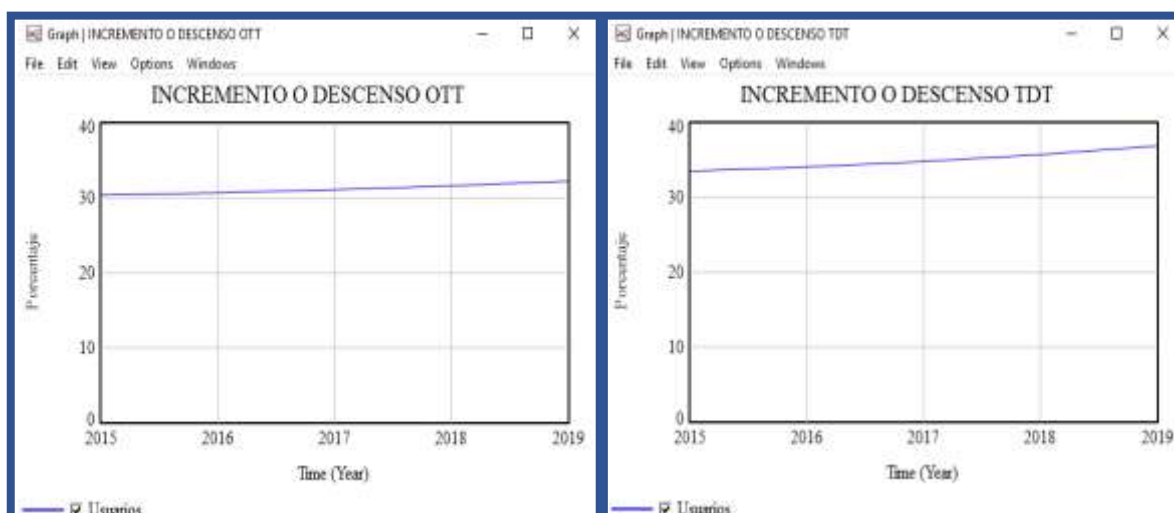 Graph | INCREMENTO O DESCENSO OTT
File Edit View Options Windows
INCREMENTO O DESCENSO OTT
40
30
20
10
0
Porcentaje
2015 2016 2017 2018 2019
Time (Year)
Usuarios
Graph | INCREMENTO O DESCENSO TDT
File Edit View Options Windows
INCREMENTO O DESCENSO TDT
40
30
20
10
0
Porcentaje
2015 2016 2017 2018 2019
Time (Year)
Usuarios